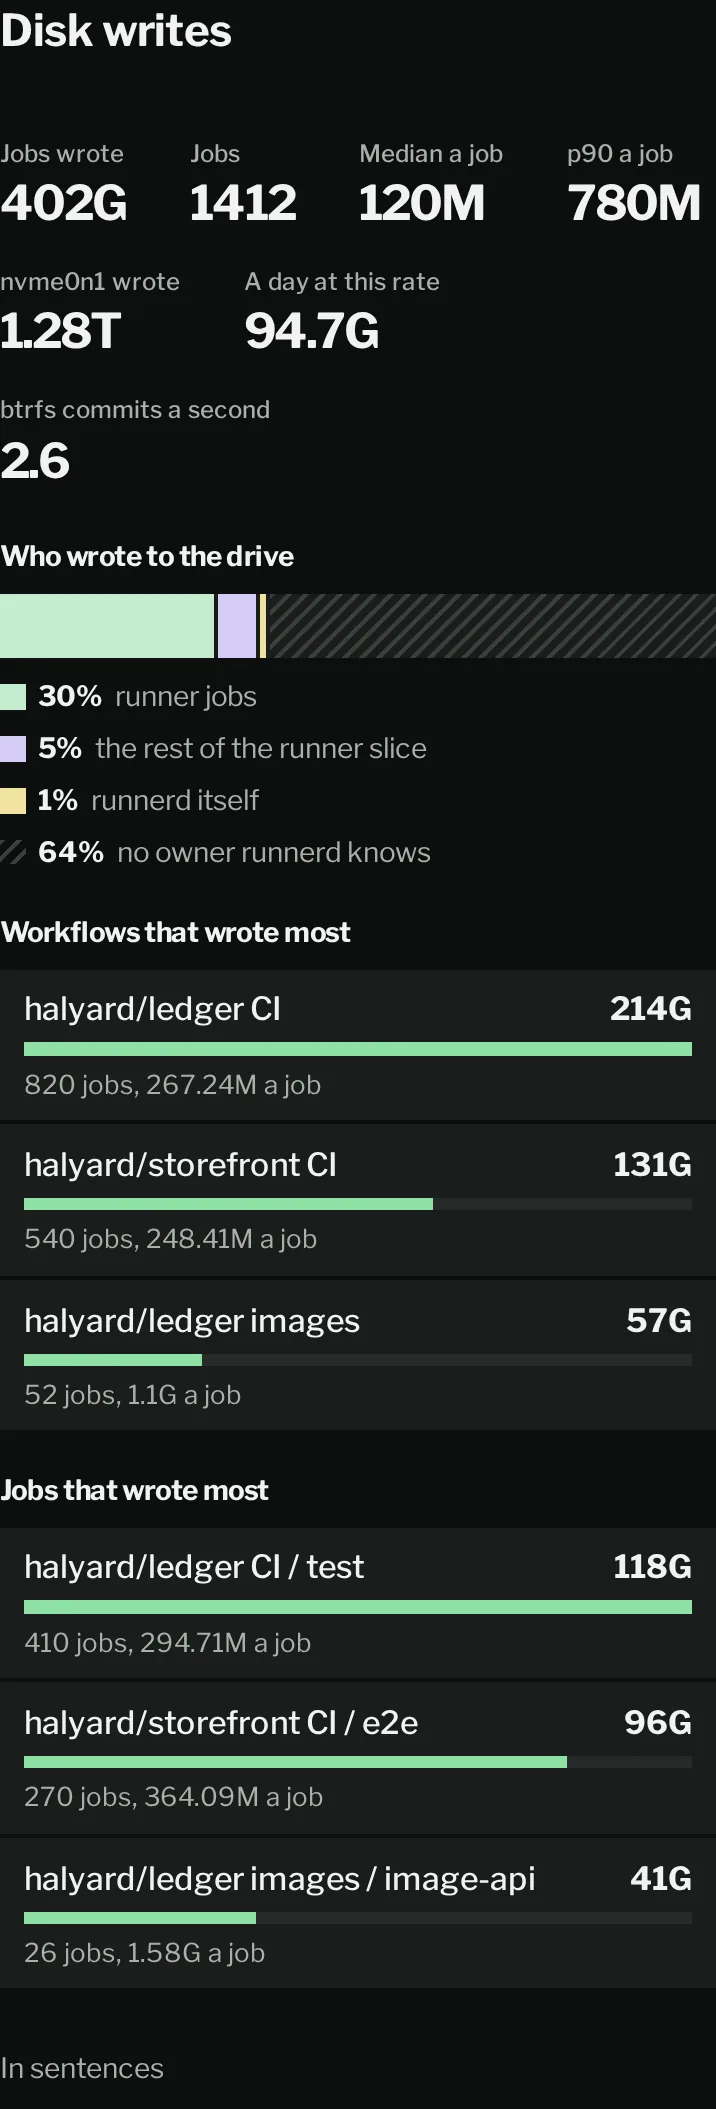 Disk writes
Jobs wrote Jobs Median a job p90 a job
402G 1412 120M 780M
nvme0n1 wrote A day at this rate
1.28T 94.7G
btrfs commits a second
2.6
Who wrote to the drive
30% runner jobs
5% the rest of the runner slice
1% runnerd itself
64% no owner runnerd knows
Workflows that wrote most
halyard/ledger CI 214G
820 jobs, 267.24M a job
halyard/storefront CI 131G
540 jobs, 248.41M a job
halyard/ledger images 57G
52 jobs, 1.1G a job
Jobs that wrote most
halyard/ledger CI / test 118G
410 jobs, 294.71M a job
halyard/storefront CI / e2e 96G
270 jobs, 364.09M a job
halyard/ledger images / image-api 41G
26 jobs, 1.58G a job
In sentences